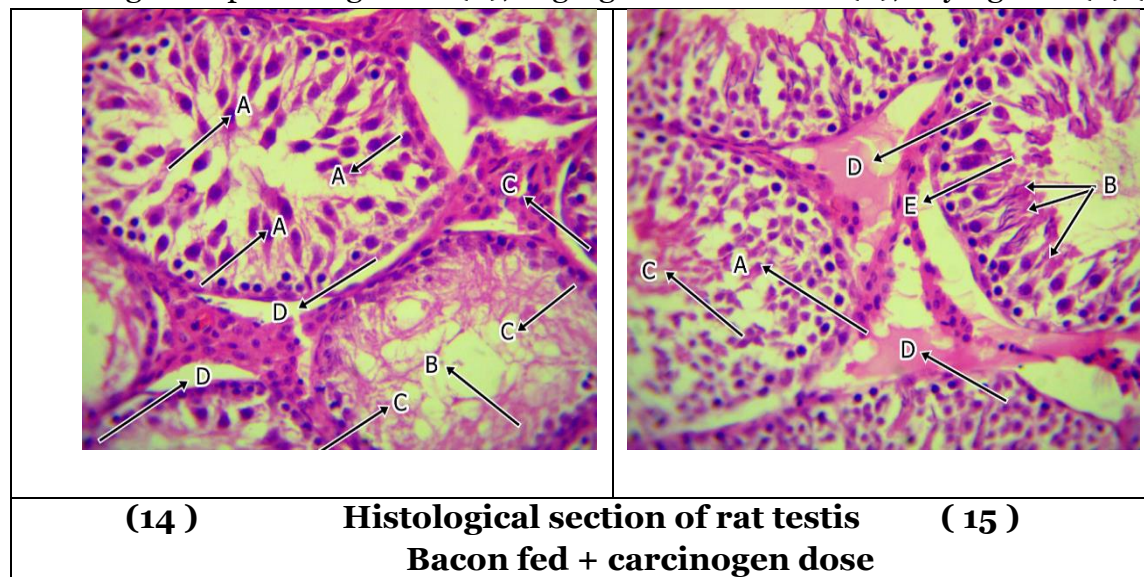 A
A
A
C
D
C
B
D
C
D
E
B
C
A
D
(14 ) Histological section of rat testis ( 15 )
Bacon fed + carcinogen dose